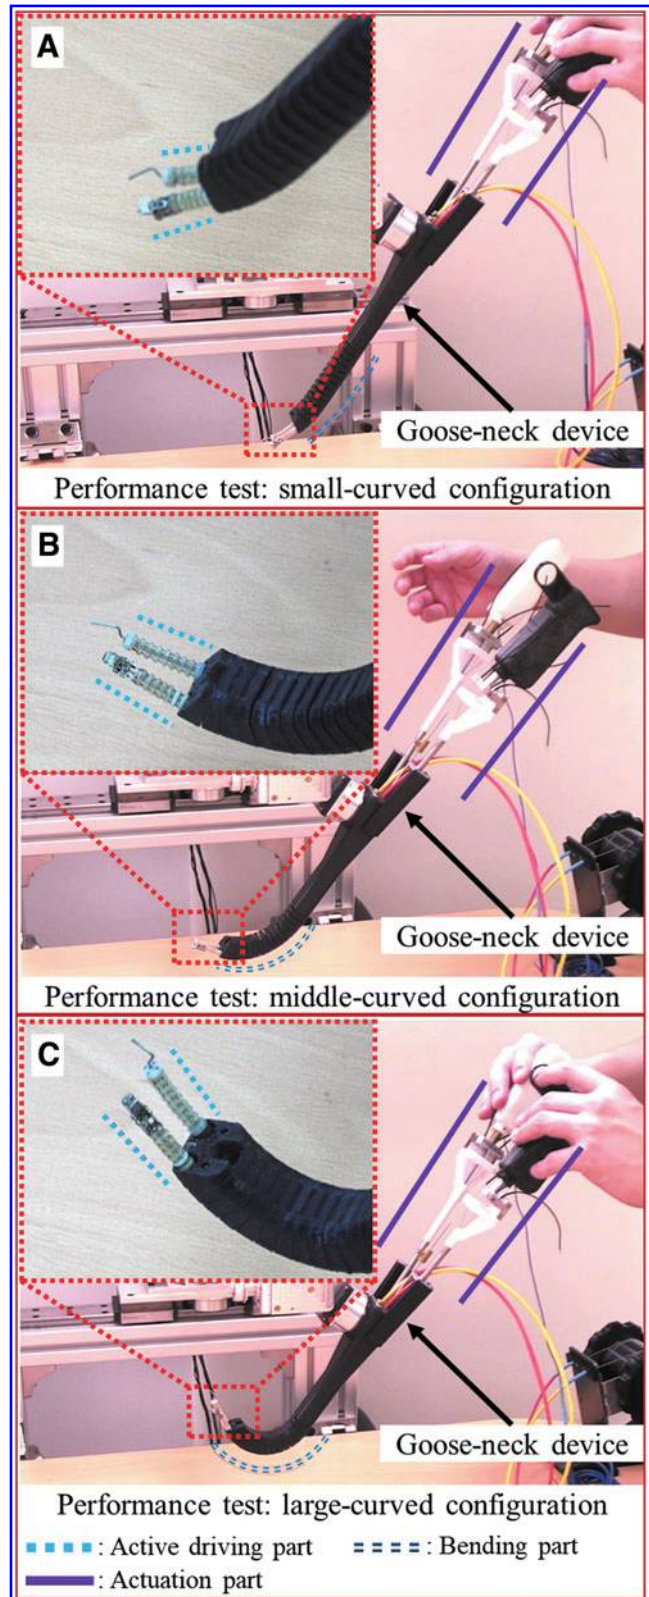 A
Goose-neck device
Performance test: small-curved configuration
B
Goose-neck device
Performance test: middle-curved configuration
C
Goose-neck device
Performance test: large-curved configuration
: Active driving part
: Bending part
: Actuation part